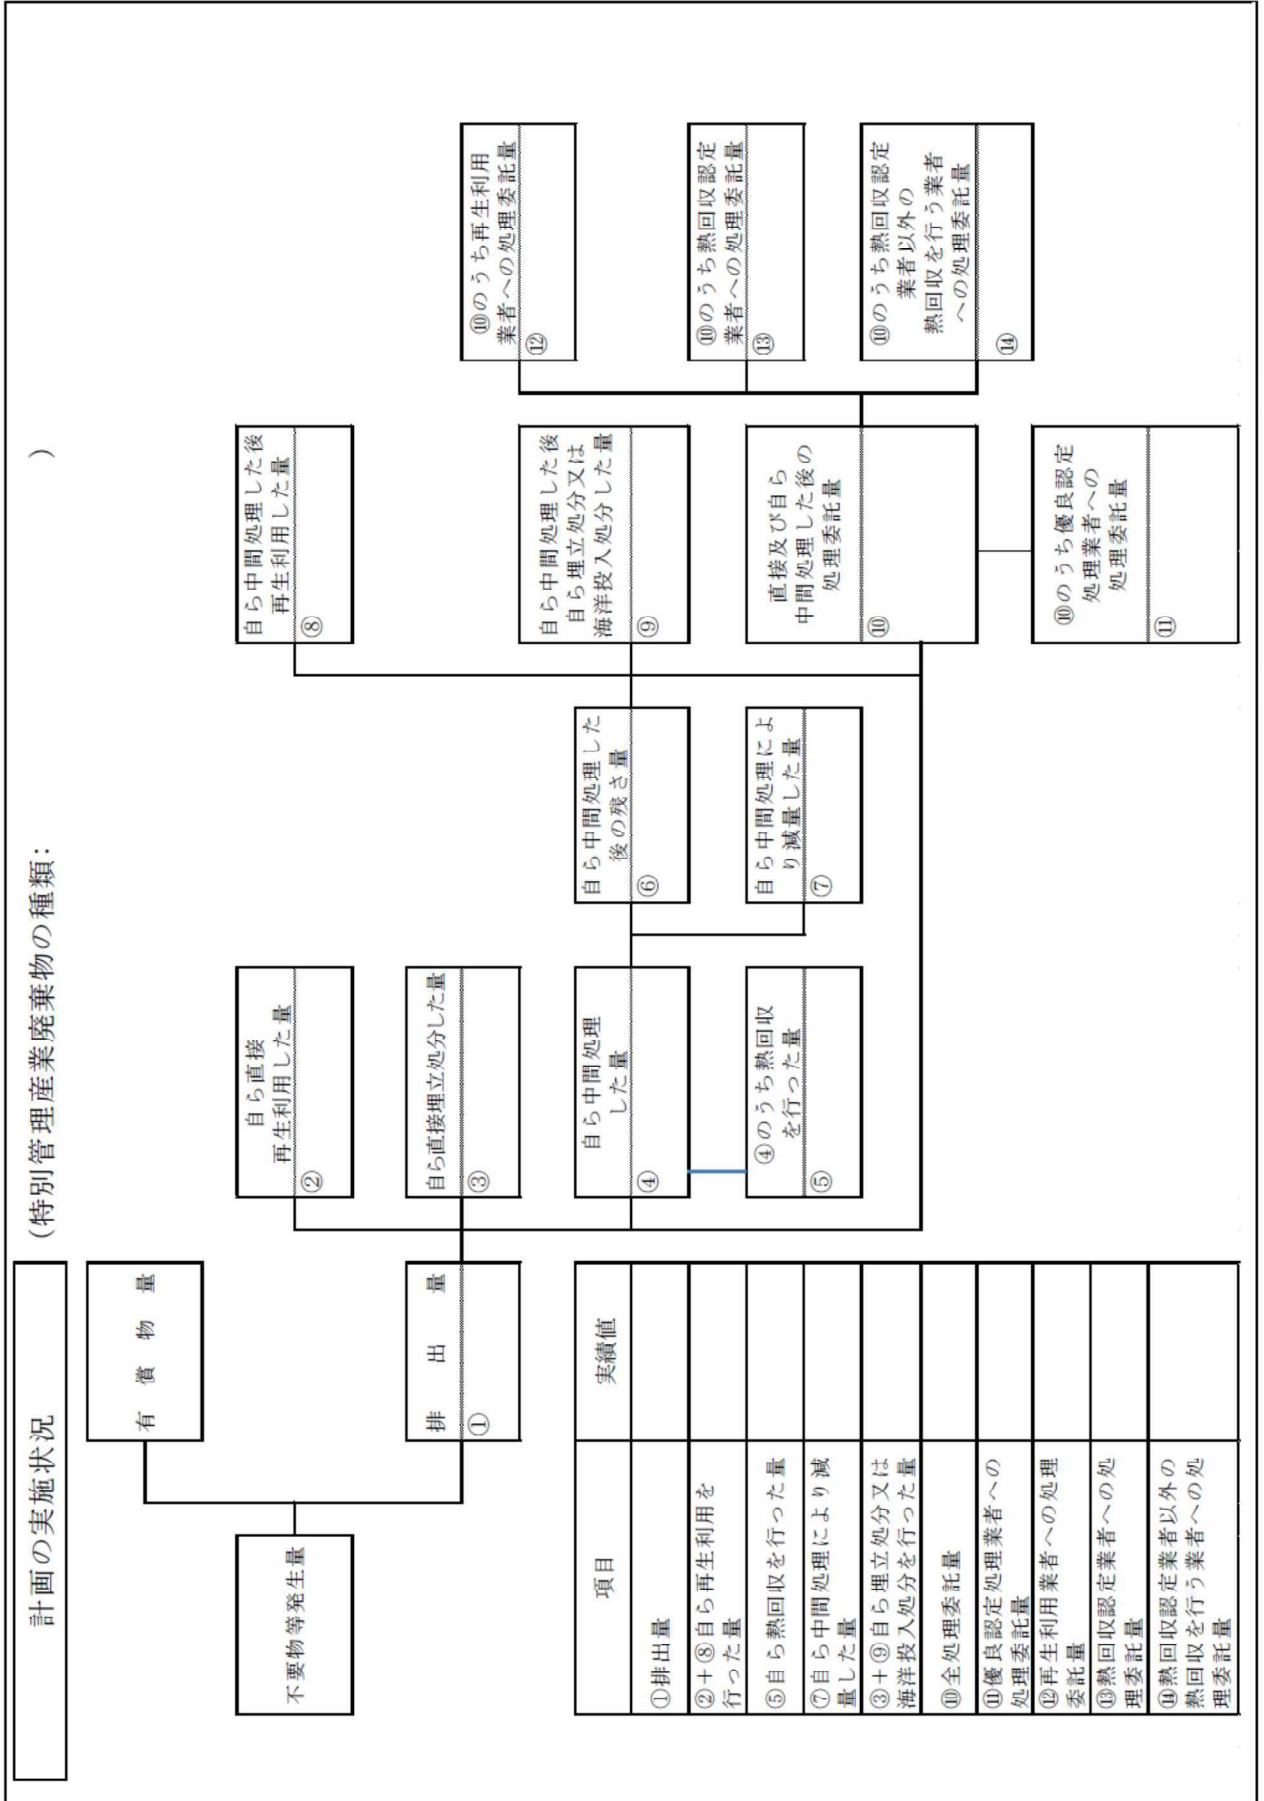 計画の実施状況
（特別管理産業廃棄物の種類：　　　　　）
不要物等発生量
有償物量
排出量
①
自ら直接
再生利用した量
②
自ら直接埋立処分した量
③
自ら中間処理
した量
④
④のうち熱回収
を行った量
⑤
自ら中間処理した
後の残さ量
⑥
自ら中間処理によ
り減量した量
⑦
自ら中間処理した後
再生利用した量
⑧
自ら中間処理した後
自ら埋立処分又は
海洋投入処分した量
⑨
直接及び自ら
中間処理した後の
処理委託量
⑩
⑩のうち優良認定
処理業者への
処理委託量
⑪
⑩のうち再生利用
業者への処理委託量
⑫
⑩のうち熱回収認定
業者への処理委託量
⑬
⑩のうち熱回収認定
業者以外の
熱回収を行う業者
への処理委託量
⑭
項目 実績値
①排出量
②＋⑧自ら再生利用を
行った量
⑤自ら熱回収を行った量
⑦自ら中間処理により減
量した量
③＋⑨自ら埋立処分又は
海洋投入処分を行った量
⑩全処理委託量
⑪優良認定処理業者への
処理委託量
⑫再生利用業者への処理
委託量
⑬熱回収認定業者への処
理委託量
⑭熱回収認定業者以外の
熱回収を行う業者への処
理委託量